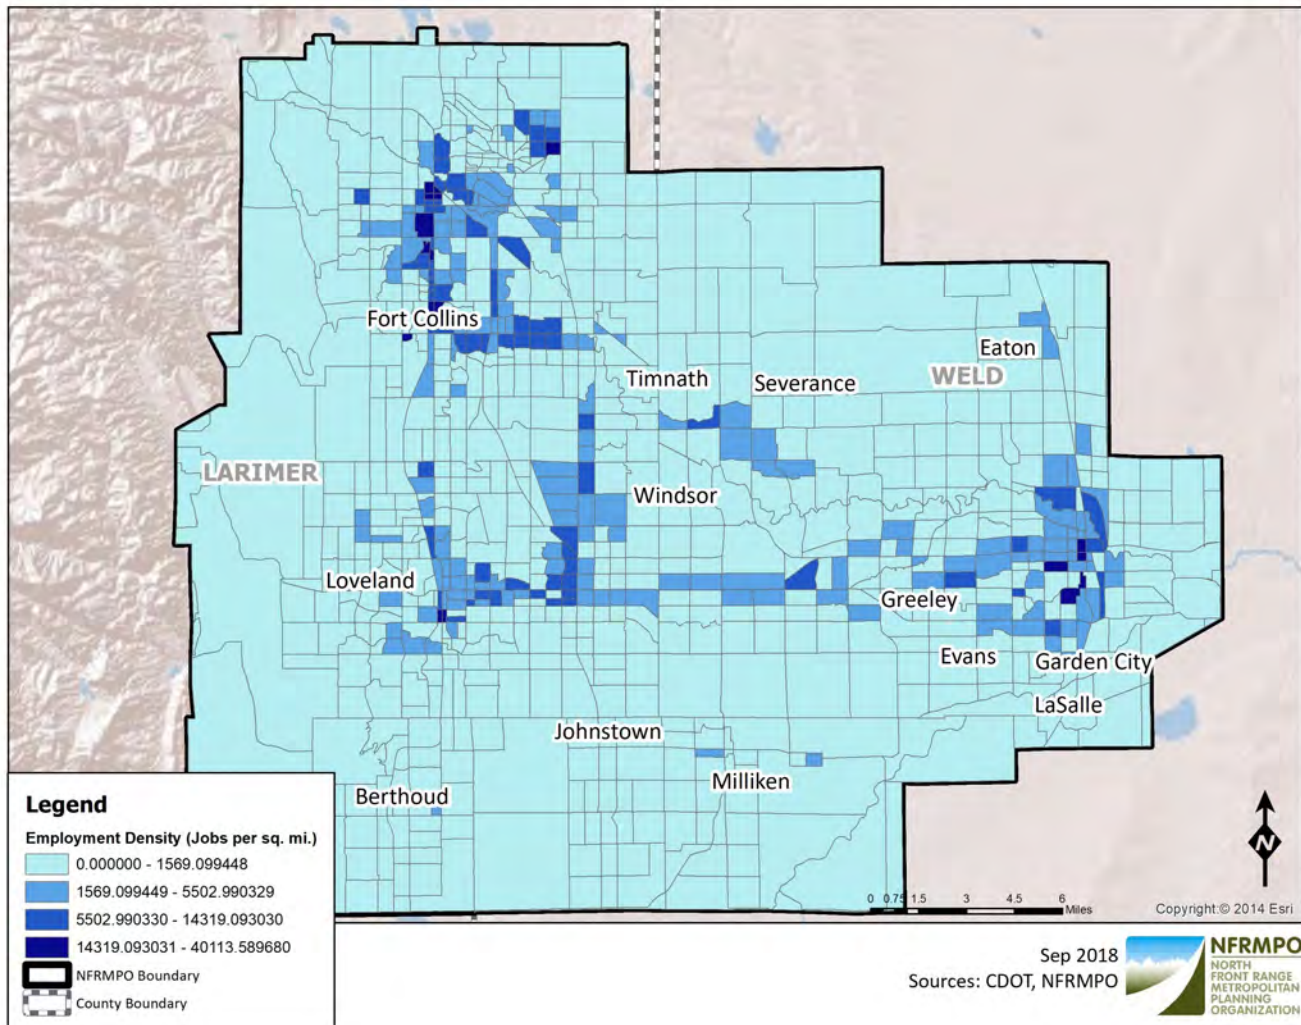 Fort Collins
Eaton
Timnath
Severance
WELD
LARIMER
Windsor
Loveland
Greeley
Evans
Garden City
LaSalle
Johnstown
Milliken
Berthoud
Legend
Employment Density (Jobs per sq. mi.)
0.000000 - 1569.099448
1569.099449 - 5502.990329
5502.990330 - 14319.093030
14319.093031 - 40113.589680
NFRMPO Boundary
County Boundary
N
0 0.75 1.5 3 4.5 6
Miles
Copyright:© 2014 Esri
Sep 2018
Sources: CDOT, NFRMPO
NFRMPO
NORTH
FRONT RANGE
METROPOLITAN
PLANNING
ORGANIZATION